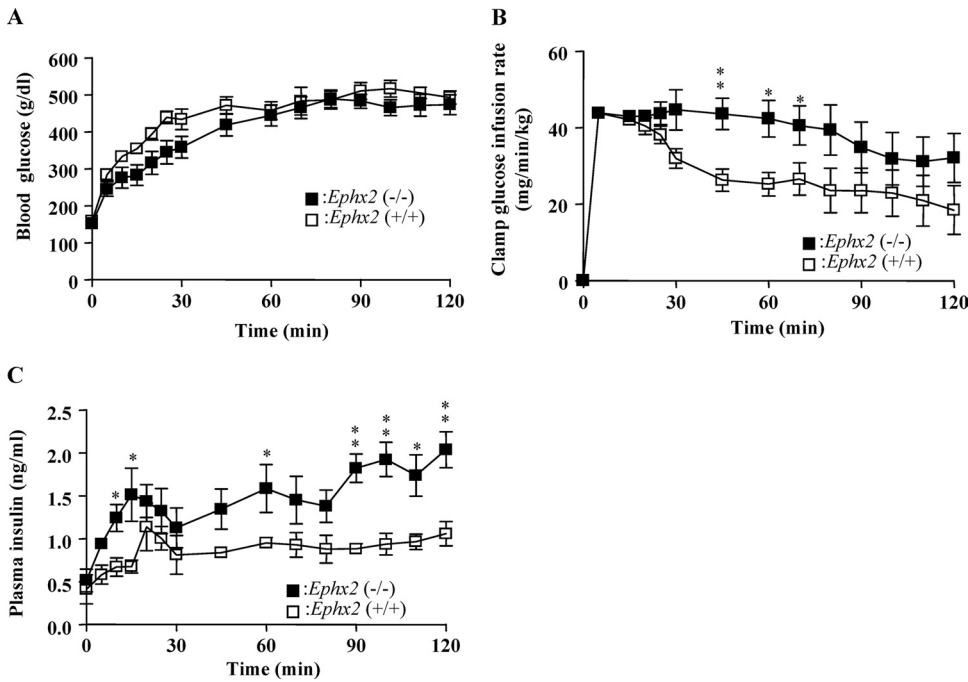 A
Blood glucose (g/dl)
600
500
400
300
200
100
0
:Ephx2 (-/-)
:Ephx2 (+/+)
0 30 60 90 120
Time (min)
B
Clamp glucose infusion rate
(mg/min/kg)
60
40
20
0
* * * *
:Ephx2 (-/-)
:Ephx2 (+/+)
0 30 60 90 120
Time (min)
C
Plasma insulin (ng/ml)
2.5
2.0
1.5
1.0
0.5
0.0
* * * * * * * * * *
:Ephx2 (-/-)
:Ephx2 (+/+)
0 30 60 90 120
Time (min)